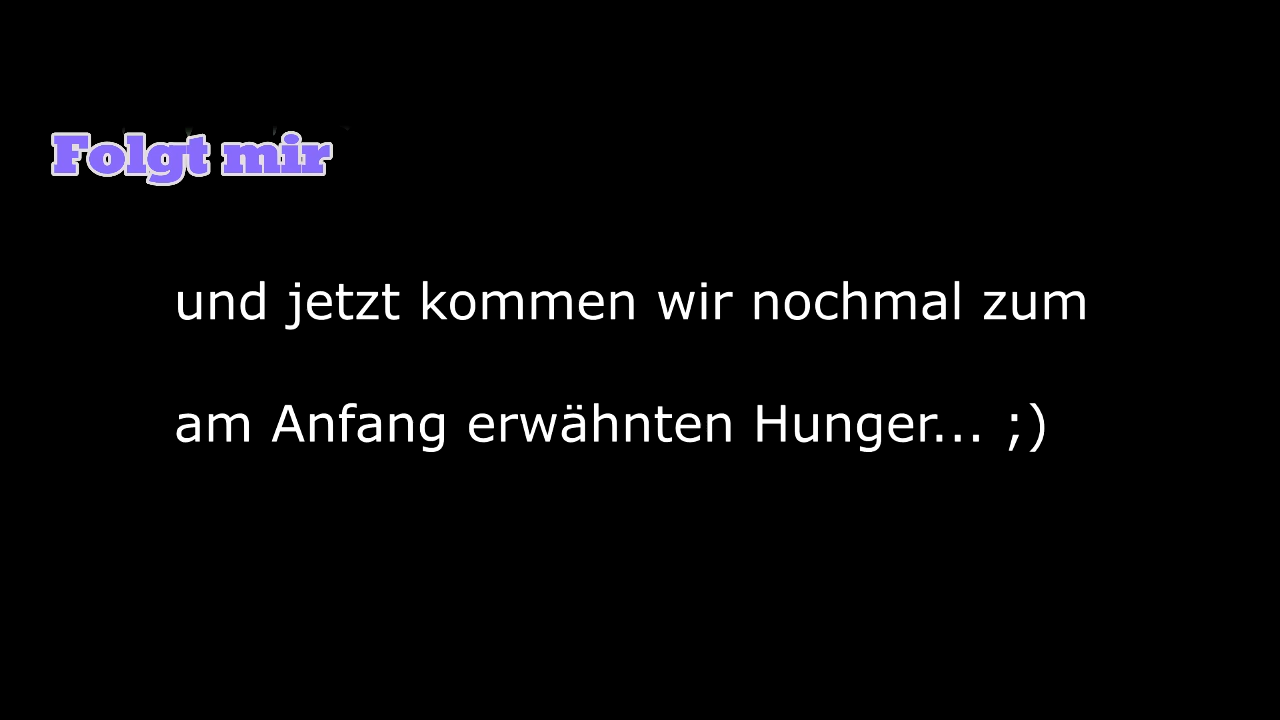 Folgt mir
und jetzt kommen wir nochmal zum
am Anfang erwähnten Hunger... ;)